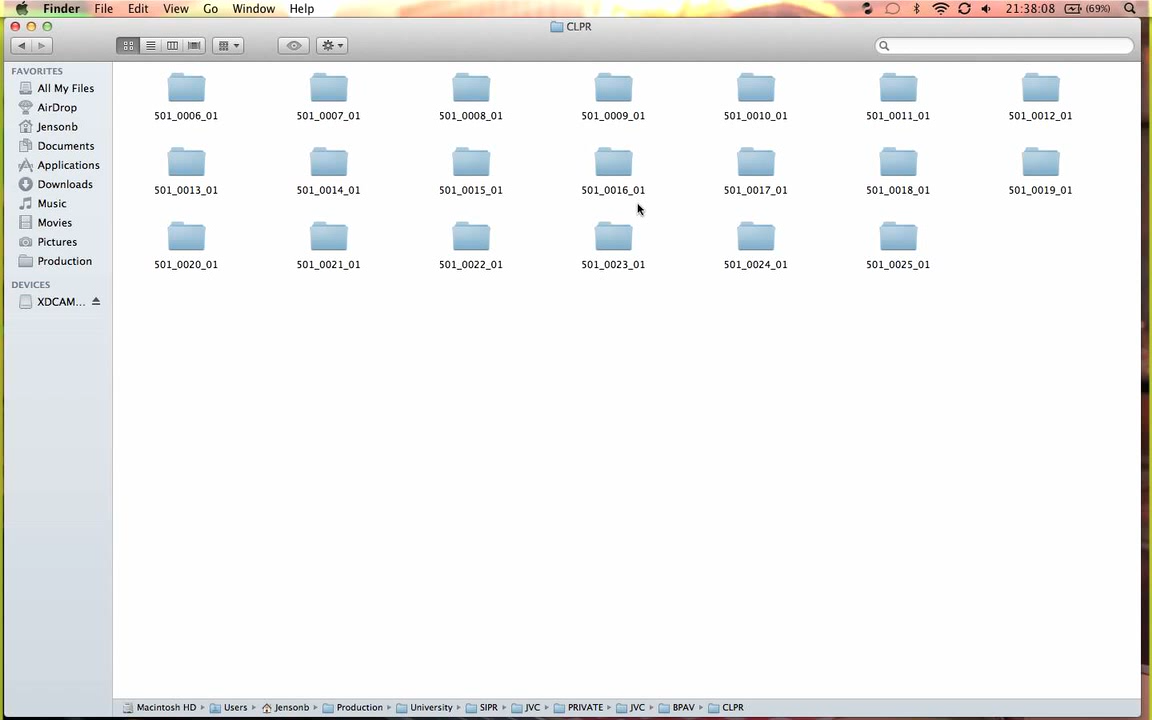 Finder File Edit View Go Window Help 21:38:08 (69%)
CLPR
FAVORITES
All My Files
AirDrop
Jensonb
Documents
Applications
Downloads
Music
Movies
Pictures
Production
DEVICES
XDCAM...
501_0006_01 501_0007_01 501_0008_01 501_0009_01 501_0010_01 501_0011_01 501_0012_01
501_0013_01 501_0014_01 501_0015_01 501_0016_01 501_0017_01 501_0018_01 501_0019_01
501_0020_01 501_0021_01 501_0022_01 501_0023_01 501_0024_01 501_0025_01
Macintosh HD Users Jensonb Production University SIPR JVC PRIVATE JVC BPAV CLPR